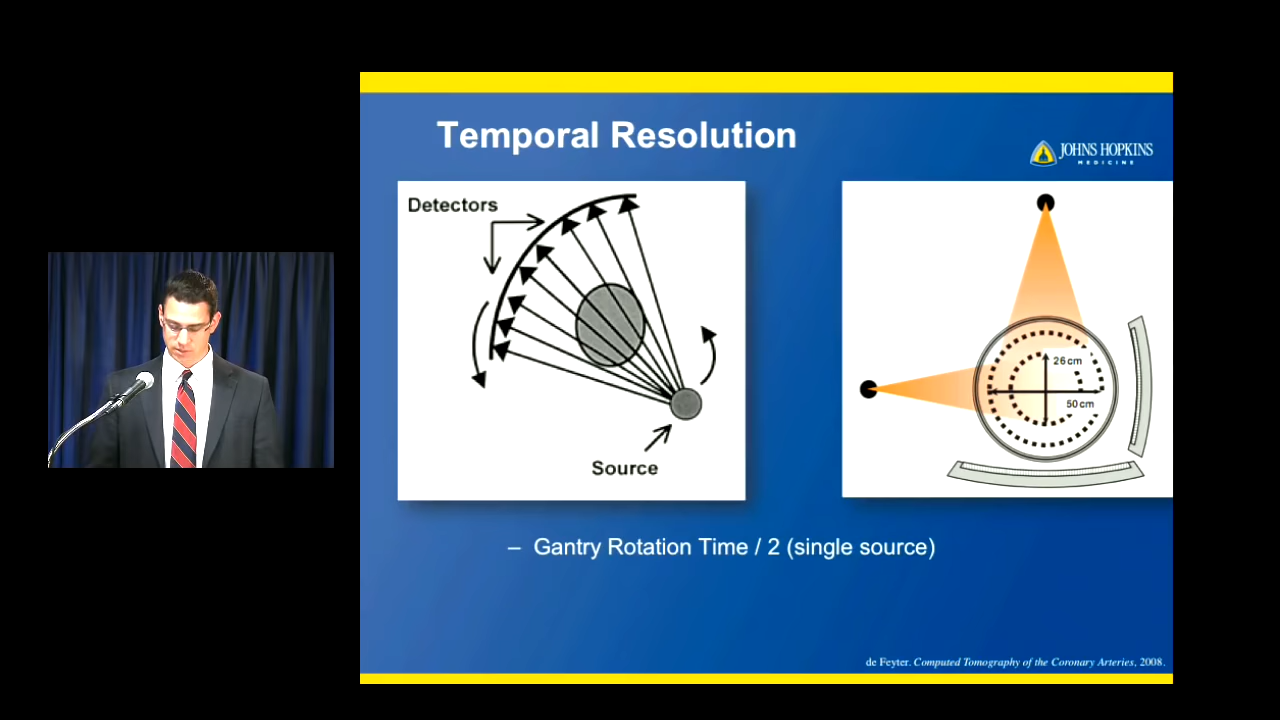 Temporal Resolution
JOHNS HOPKINS
MEDICINE
Detectors
Source
26 cm
50 cm
– Gantry Rotation Time / 2 (single source)
de Feyter. Computed Tomography of the Coronary Arteries, 2008.